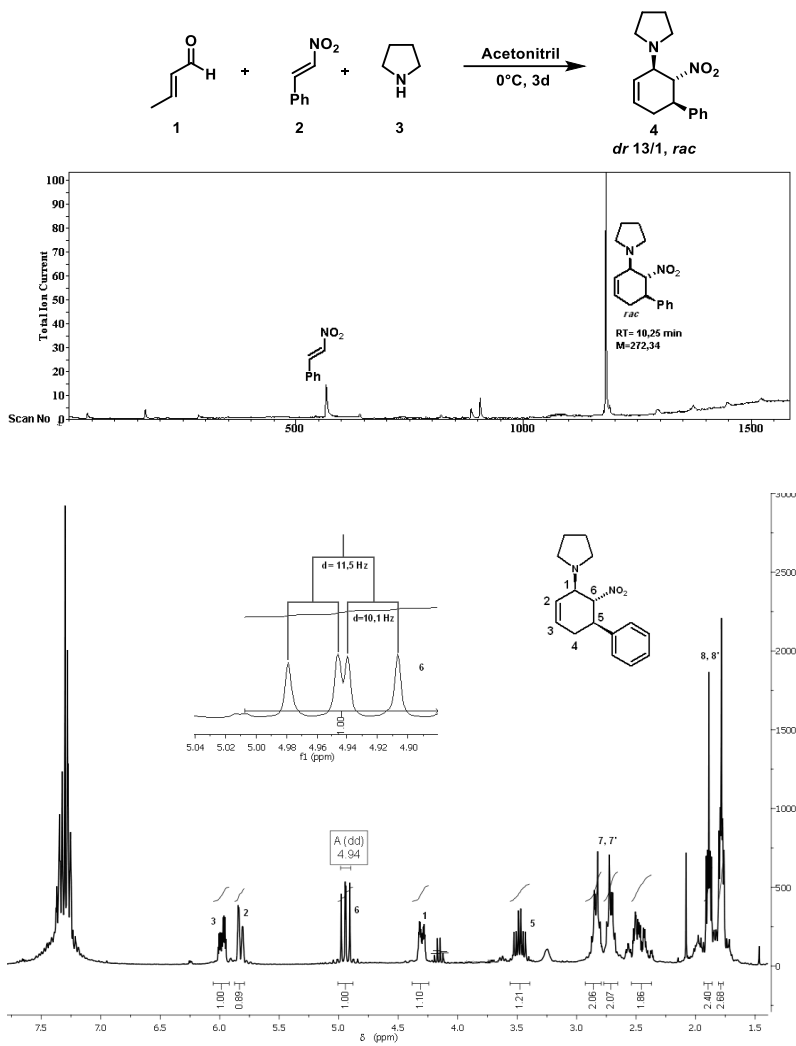 O
H
NO2
Ph
N
H
+
+
Acetonitril
0°C, 3d
N
NO2
Ph
1
2
3
4
dr 13/1, rac
Total Ion Current
100
90
80
70
60
50
40
30
20
10
0
Scan No
500
1000
1500
NO2
Ph
N
NO2
Ph
rac
RT= 10,25 min
M=272,34
d= 11,5 Hz
d=10,1 Hz
6
1.00
5.04 5.02 5.00 4.98 4.96 4.94 4.92 4.90
f1 (ppm)
N
1
2
3
4
5
6
NO2
3000
2500
2000
1500
1000
500
0
8, 8'
7, 7'
A (dd)
4.94
3
2
6
1
5
1.00
0.89
1.00
1.10
1.21
2.06
2.07
1.86
2.40
2.68
7.5 7.0 6.5 6.0 5.5 5.0 4.5 4.0 3.5 3.0 2.5 2.0 1.5
δ (ppm)